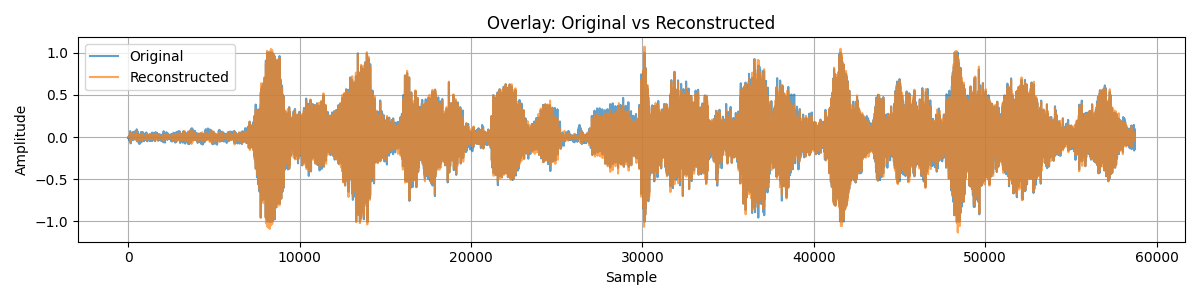 Overlay: Original vs Reconstructed
Original
Reconstructed
Amplitude
1.0
0.5
0.0
−0.5
−1.0
0 10000 20000 30000 40000 50000 60000
Sample